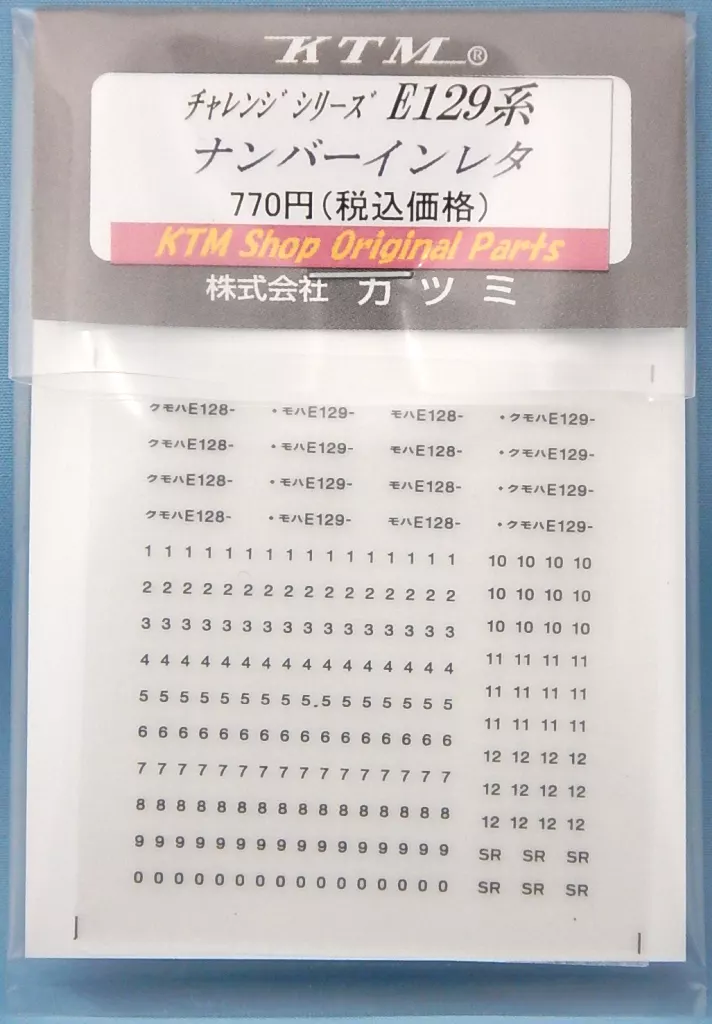 KTM®
チャレンジシリーズ E129系
ナンバーインレタ
770円(税込価格)
KTM Shop Original Parts
株式会社 カツミ
クモハE128- ・モハE129- モハE128- ・クモハE129-
クモハE128- ・モハE129- モハE128- ・クモハE129-
クモハE128- ・モハE129- モハE128- ・クモハE129-
クモハE128- ・モハE129- モハE128- ・クモハE129-
1 1 1 1 1 1 1 1 1 1 1 1 1 1 1 1
2 2 2 2 2 2 2 2 2 2 2 2 2 2 2 2
3 3 3 3 3 3 3 3 3 3 3 3 3 3 3 3
4 4 4 4 4 4 4 4 4 4 4 4 4 4 4 4
5 5 5 5 5 5 5 5 5 5 5 5 5 5 5 5
6 6 6 6 6 6 6 6 6 6 6 6 6 6 6 6
7 7 7 7 7 7 7 7 7 7 7 7 7 7 7 7
8 8 8 8 8 8 8 8 8 8 8 8 8 8 8 8
9 9 9 9 9 9 9 9 9 9 9 9 9 9 9 9
0 0 0 0 0 0 0 0 0 0 0 0 0 0 0 0
10 10 10 10
10 10 10 10
10 10 10 10
11 11 11 11
11 11 11 11
11 11 11 11
12 12 12 12
12 12 12 12
12 12 12 12
SR SR SR
SR SR SR